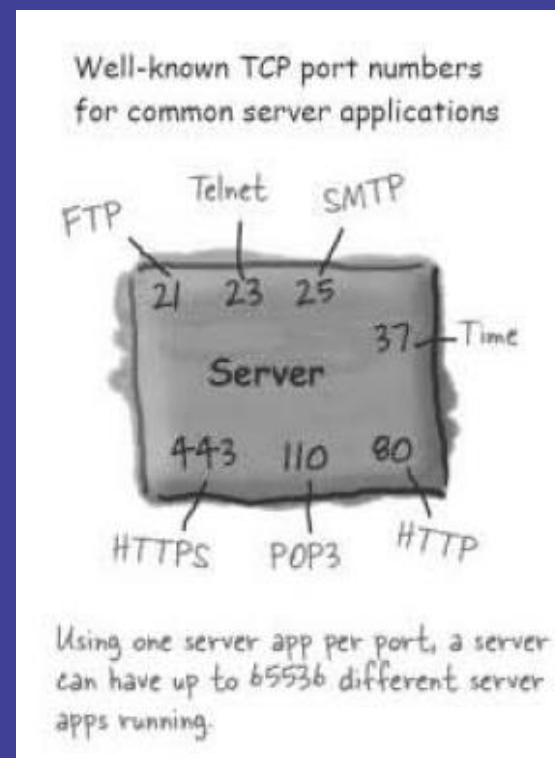 Well-known TCP port numbers
for common server applications
FTP
Telnet
SMTP
21 23 25
37 Time
Server
443 110 80
HTTPS POP3 HTTP
Using one server app per port, a server
can have up to 65536 different server
apps running.